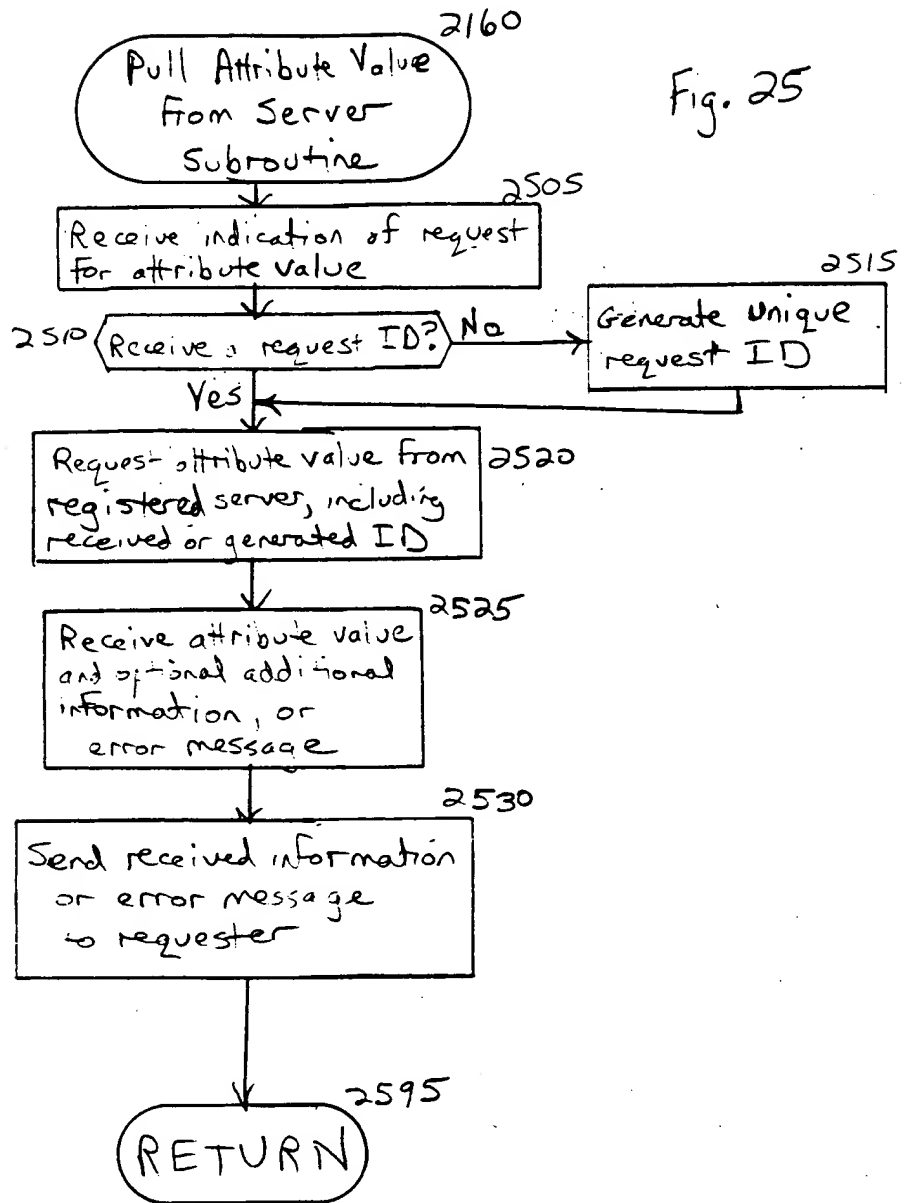 2160
Pull Attribute Value
From Server
Subroutine
Fig. 25
2505
Receive indication of request
for attribute value
2510
Receive a request ID?
No
2515
Generate Unique
request ID
Yes
Request attribute value from
registered server, including
received or generated ID
2520
2525
Receive attribute value
and optional additional
information, or
error message
2530
Send received information
or error message
to requester
2595
RETURN